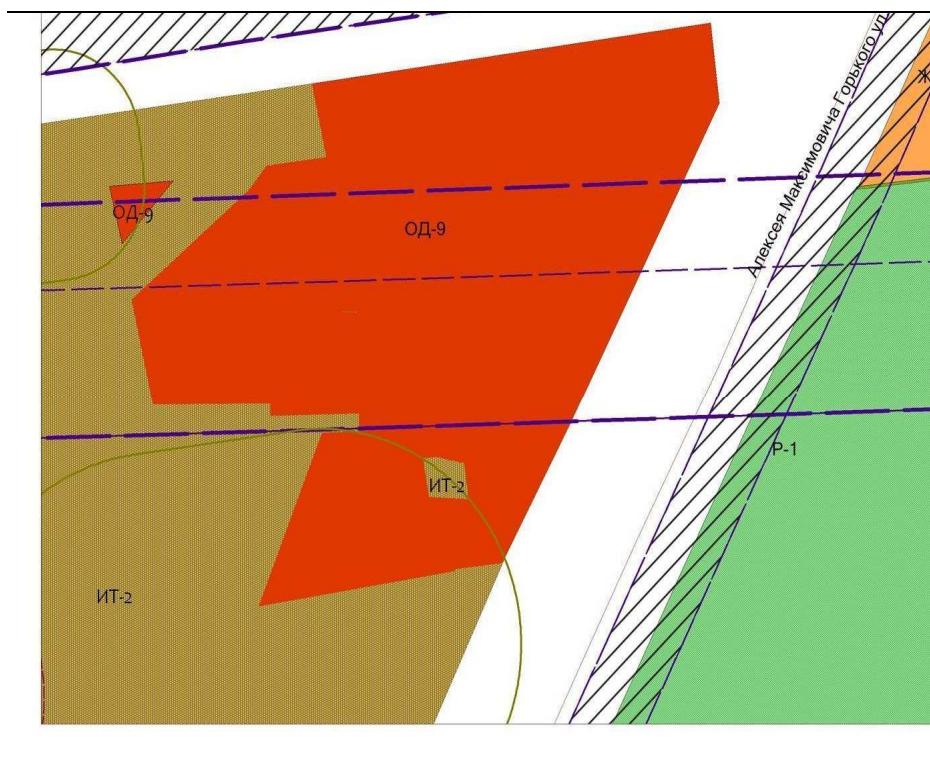 Алексея Максимовича Горького ул.
Ж
ОД-9
ОД-9
Р-1
ИТ-2
ИТ-2